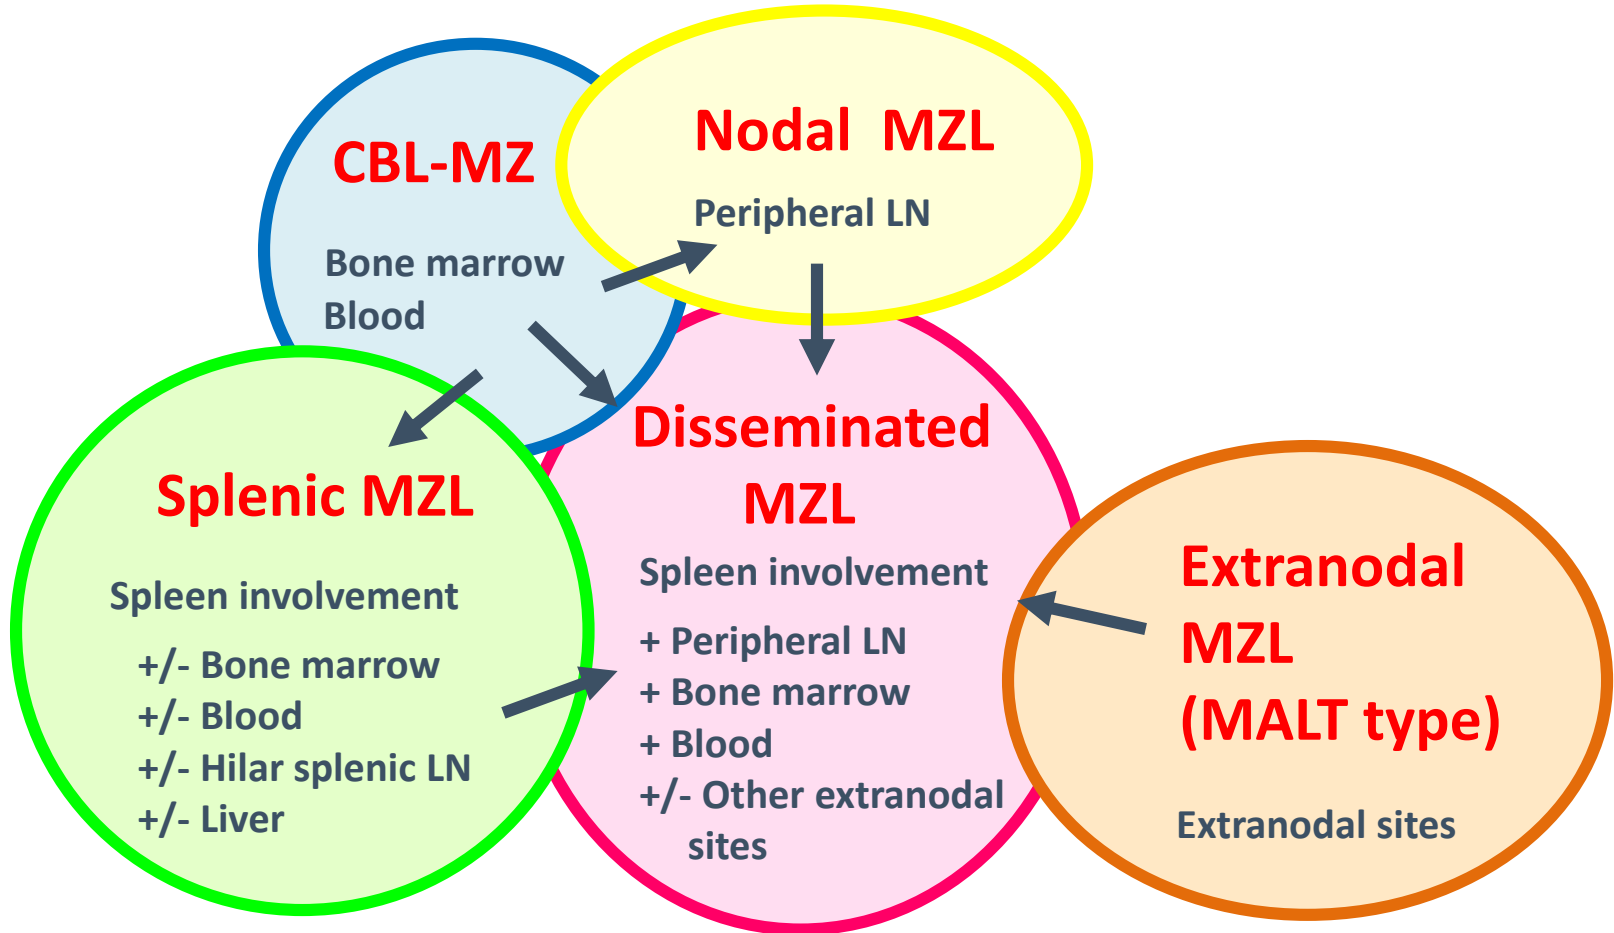 CBL-MZ
Bone marrow
Blood
Nodal MZL
Peripheral LN
Splenic MZL
Spleen involvement
+/- Bone marrow
+/- Blood
+/- Hilar splenic LN
+/- Liver
Disseminated
MZL
Spleen involvement
+ Peripheral LN
+ Bone marrow
+ Blood
+/- Other extranodal
sites
Extranodal
MZL
(MALT type)
Extranodal sites